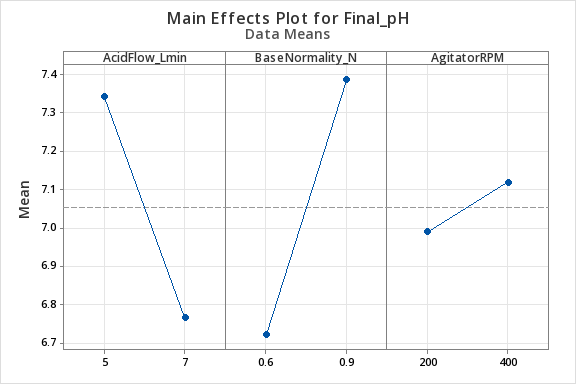 Main Effects Plot for Final_pH
Data Means
AcidFlow_Lmin BaseNormality_N AgitatorRPM
Mean
7.4
7.3
7.2
7.1
7.0
6.9
6.8
6.7
5 7 0.6 0.9 200 400